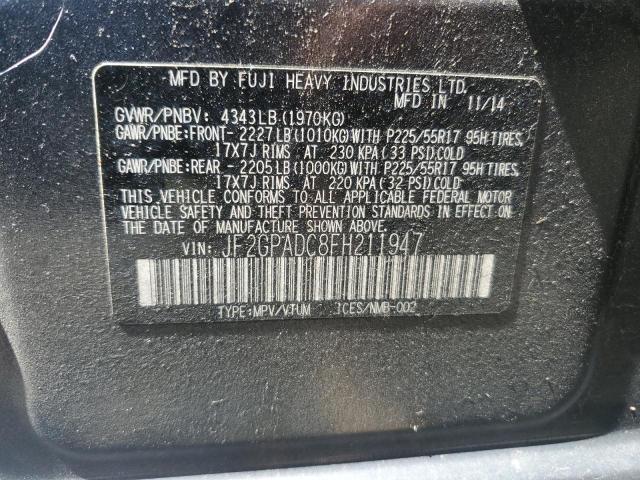 MFD BY FUJI HEAVY INDUSTRIES LTD.
MFD IN 11/14
GVWR/PNBV: 4343LB(1970KG)
GAWR/PNBE:FRONT- 2227LB(1010KG)WITH P225/55R17 95H TIRES,
17X7J RIMS AT 230 KPA(33 PSI)COLD
GAWR/PNBE:REAR - 2205LB(1000KG)WITH P225/55R17 95H TIRES,
17X7J RIMS AT 220 KPA(32 PSI)COLD
THIS VEHICLE CONFORMS TO ALL APPLICABLE FEDERAL MOTOR
VEHICLE SAFETY AND THEFT PREVENTION STANDARDS IN EFFECT ON
THE DATE OF MANUFACTURE SHOWN ABOVE.
VIN: JF2GPADC8FH211947
TYPE:MPV/VTUM ICES/NMB-002